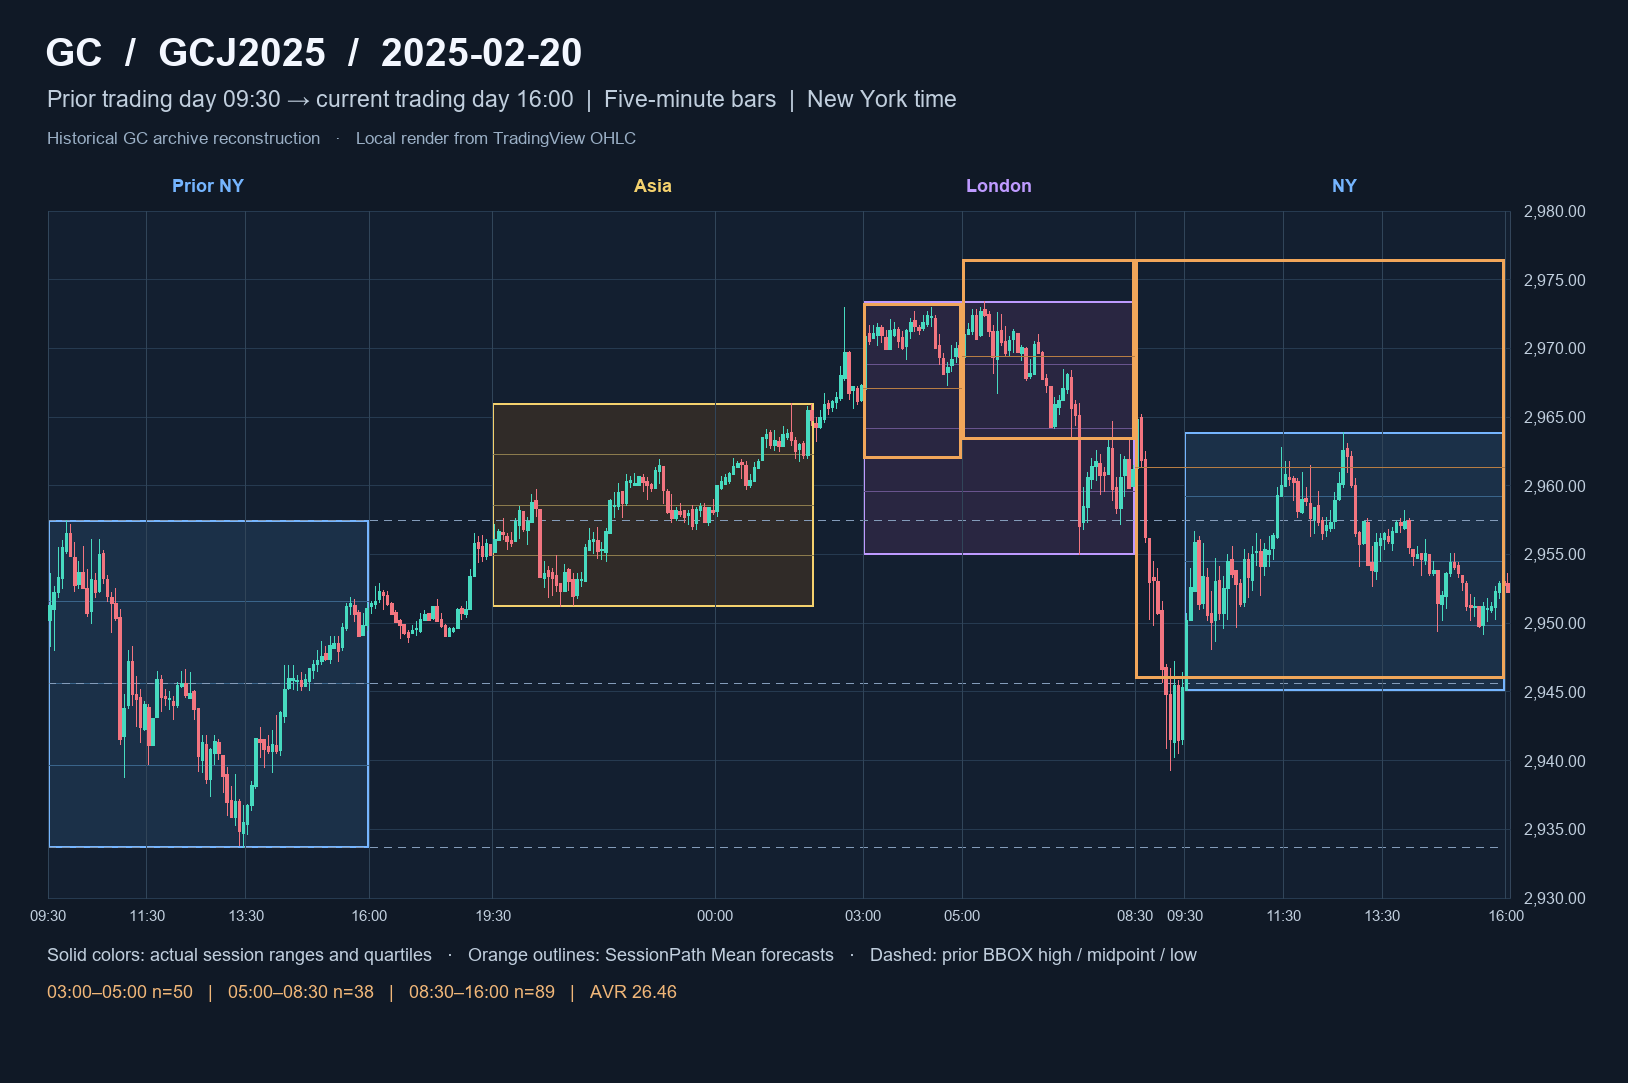 GC / GCJ2025 / 2025-02-20
Prior trading day 09:30 → current trading day 16:00 | Five-minute bars | New York time
Historical GC archive reconstruction · Local render from TradingView OHLC
Prior NY Asia London NY
2,980.00
2,975.00
2,970.00
2,965.00
2,960.00
2,955.00
2,950.00
2,945.00
2,940.00
2,935.00
2,930.00
09:30 11:30 13:30 16:00 19:30 00:00 03:00 05:00 08:30 09:30 11:30 13:30 16:00
Solid colors: actual session ranges and quartiles · Orange outlines: SessionPath Mean forecasts · Dashed: prior BBOX high / midpoint / low
03:00–05:00 n=50 | 05:00–08:30 n=38 | 08:30–16:00 n=89 | AVR 26.46